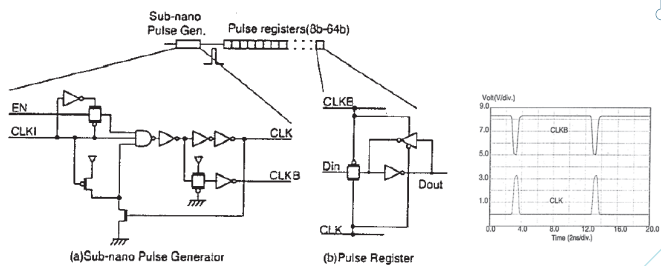 Sub-nano
Pulse Gen.
Pulse registers(8b-64b)
EN
CLKI
CLK
CLKB
(a)Sub-nano Pulse Generator
CLKB
Din
Dout
CLK
(b)Pulse Register
Volt(V/div.)
9.0
7.0
5.0
3.0
1.0
CLKB
CLK
0.0 4.0 8.0 12.0 16.0 20.0
Time (2ns/div.)